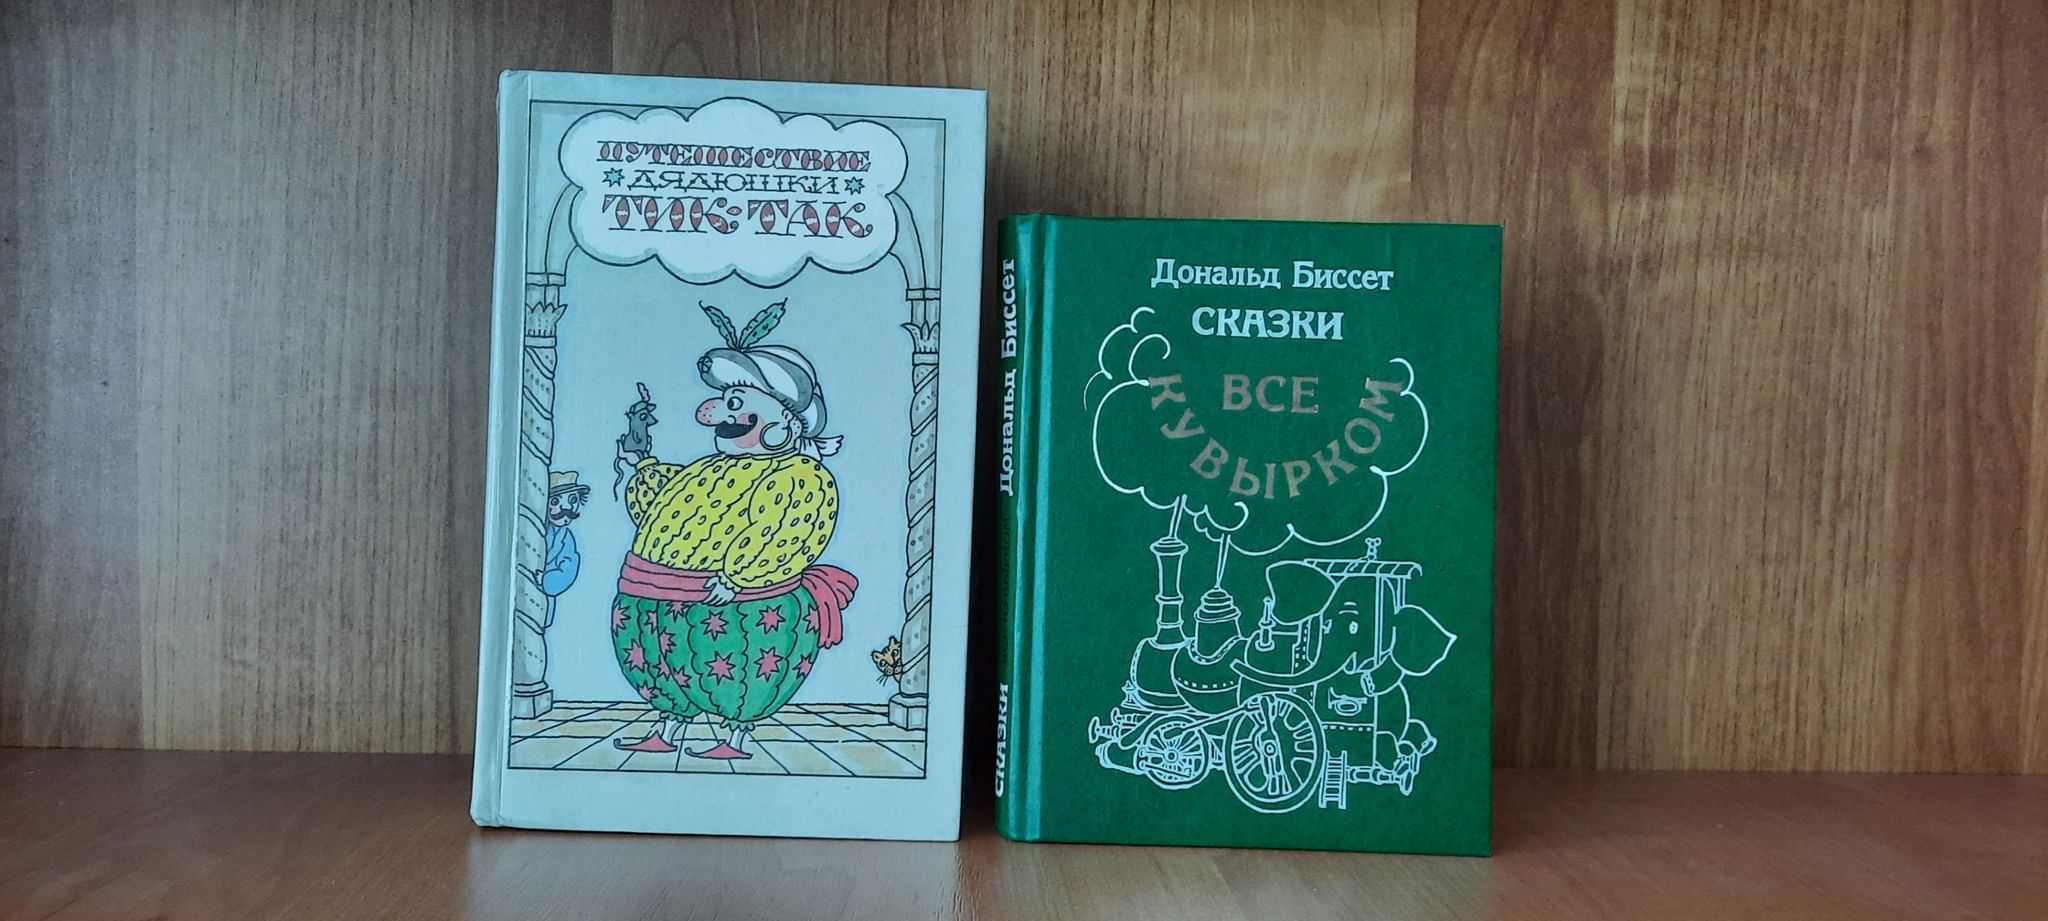 ПУТЕШЕСТВИЕ
ДЯДЮШКИ
ТИК-ТАК
Дональд Биссет
СКАЗКИ
ВСЕ
КУВЫРКОМ
Дональд Биссет
СКАЗКИ